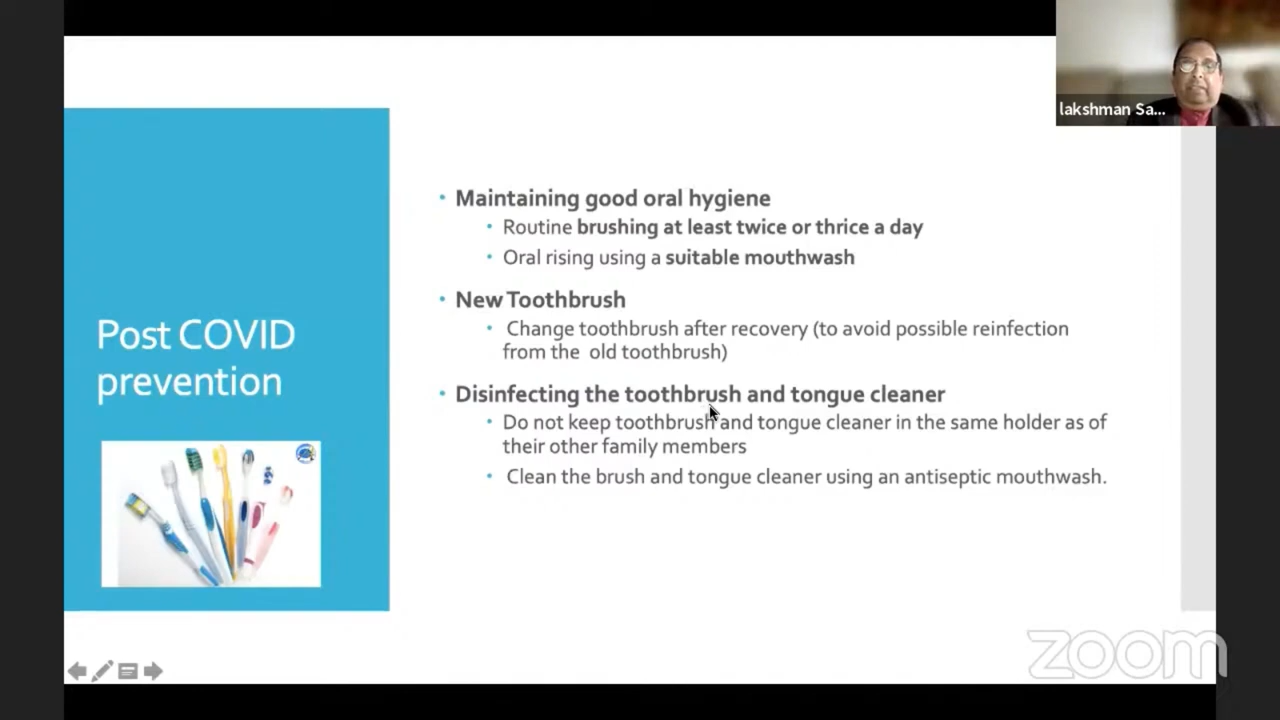 lakshman Sa...
Post COVID
prevention
• Maintaining good oral hygiene
• Routine brushing at least twice or thrice a day
• Oral rising using a suitable mouthwash
• New Toothbrush
• Change toothbrush after recovery (to avoid possible reinfection
from the old toothbrush)
• Disinfecting the toothbrush and tongue cleaner
• Do not keep toothbrush and tongue cleaner in the same holder as of
their other family members
• Clean the brush and tongue cleaner using an antiseptic mouthwash.
zoom